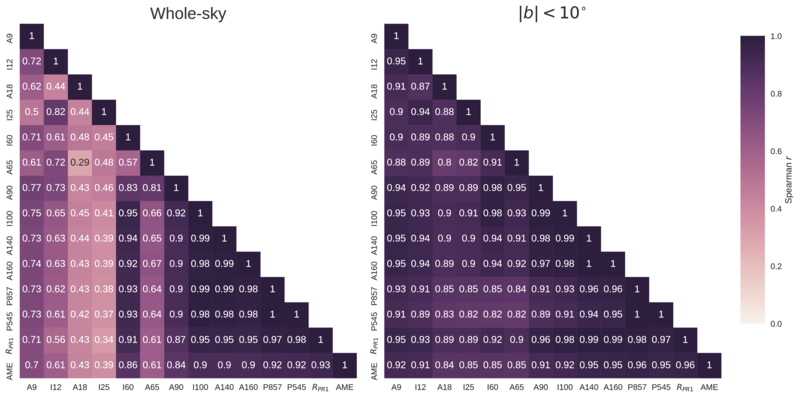 Whole-sky |b| < 10°
A9 1 A9 1 1.0
I12 0.72 1 I12 0.95 1
A18 0.62 0.44 1 A18 0.91 0.87 1 0.8
I25 0.5 0.82 0.44 1 I25 0.9 0.94 0.88 1
I60 0.71 0.61 0.48 0.45 1 I60 0.9 0.89 0.88 0.9 1
A65 0.61 0.72 0.29 0.48 0.57 1 A65 0.88 0.89 0.8 0.82 0.91 1 0.6
A90 0.77 0.73 0.43 0.46 0.83 0.81 1 A90 0.94 0.92 0.89 0.89 0.98 0.95 1
I100 0.75 0.65 0.45 0.41 0.95 0.66 0.92 1 I100 0.95 0.93 0.9 0.91 0.98 0.93 0.99 1 Spearman r
A140 0.73 0.63 0.44 0.39 0.94 0.65 0.9 0.99 1 A140 0.95 0.94 0.9 0.9 0.94 0.91 0.98 0.99 1 0.4
A160 0.74 0.63 0.43 0.39 0.92 0.67 0.9 0.98 0.99 1 A160 0.95 0.94 0.9 0.9 0.94 0.92 0.97 0.98 1 1
P857 0.73 0.62 0.43 0.38 0.93 0.64 0.9 0.99 0.99 0.98 1 P857 0.93 0.91 0.85 0.85 0.85 0.84 0.91 0.93 0.96 0.96 1 0.2
P545 0.73 0.61 0.42 0.36 0.93 0.64 0.9 0.98 0.98 0.98 1 1 P545 0.91 0.92 0.83 0.82 0.82 0.82 0.89 0.91 0.94 0.95 1 1
R_PR1 0.71 0.56 0.43 0.34 0.91 0.61 0.87 0.95 0.95 0.95 0.97 0.98 1 R_PR1 0.95 0.93 0.89 0.89 0.92 0.9 0.96 0.98 0.99 0.99 0.98 0.97 1 0.0
AME 0.7 0.61 0.43 0.39 0.86 0.61 0.84 0.9 0.9 0.9 0.92 0.92 0.93 1 AME 0.92 0.91 0.84 0.85 0.85 0.85 0.91 0.92 0.95 0.95 0.96 0.95 0.96 1
A9 I12 A18 I25 I60 A65 A90 I100 A140 A160 P857 P545 R_PR1 AME A9 I12 A18 I25 I60 A65 A90 I100 A140 A160 P857 P545 R_PR1 AME